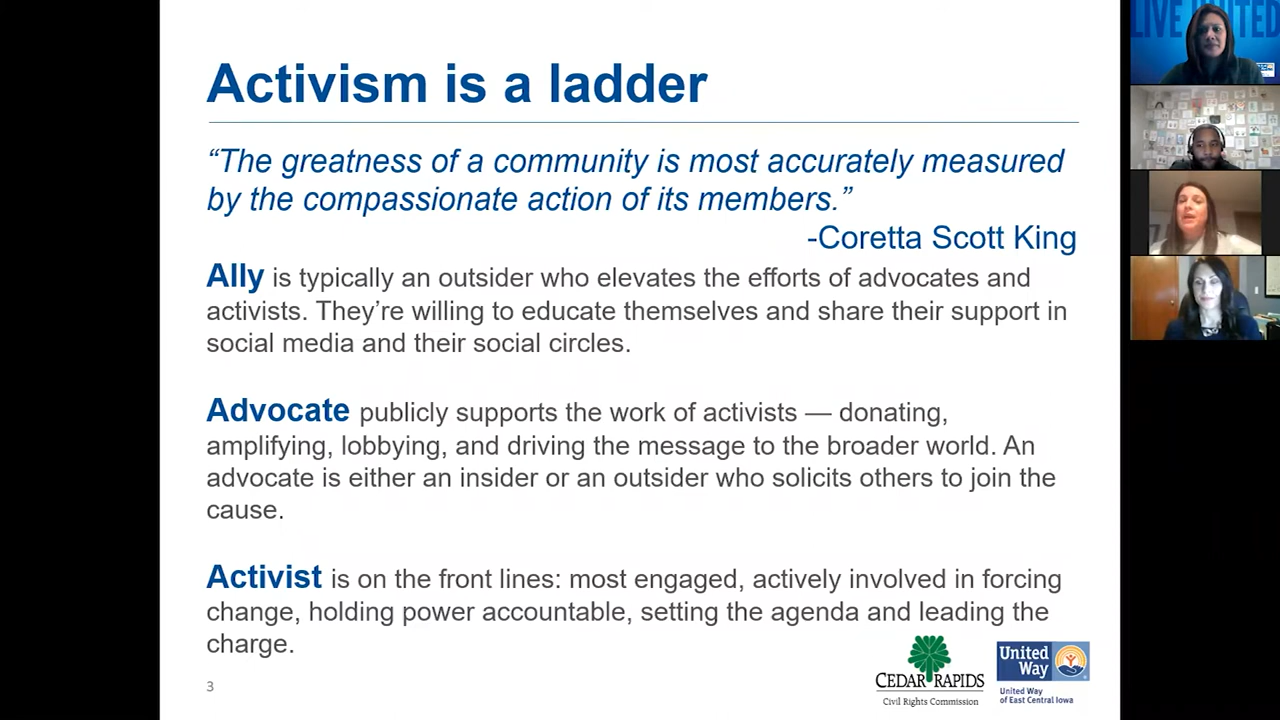 Activism is a ladder
“The greatness of a community is most accurately measured
by the compassionate action of its members.”
-Coretta Scott King
Ally is typically an outsider who elevates the efforts of advocates and
activists. They’re willing to educate themselves and share their support in
social media and their social circles.
Advocate publicly supports the work of activists — donating,
amplifying, lobbying, and driving the message to the broader world. An
advocate is either an insider or an outsider who solicits others to join the
cause.
Activist is on the front lines: most engaged, actively involved in forcing
change, holding power accountable, setting the agenda and leading the
charge.
3
CEDAR RAPIDS
Civil Rights Commission
United
Way
United Way
of East Central Iowa
LIVE UNITED